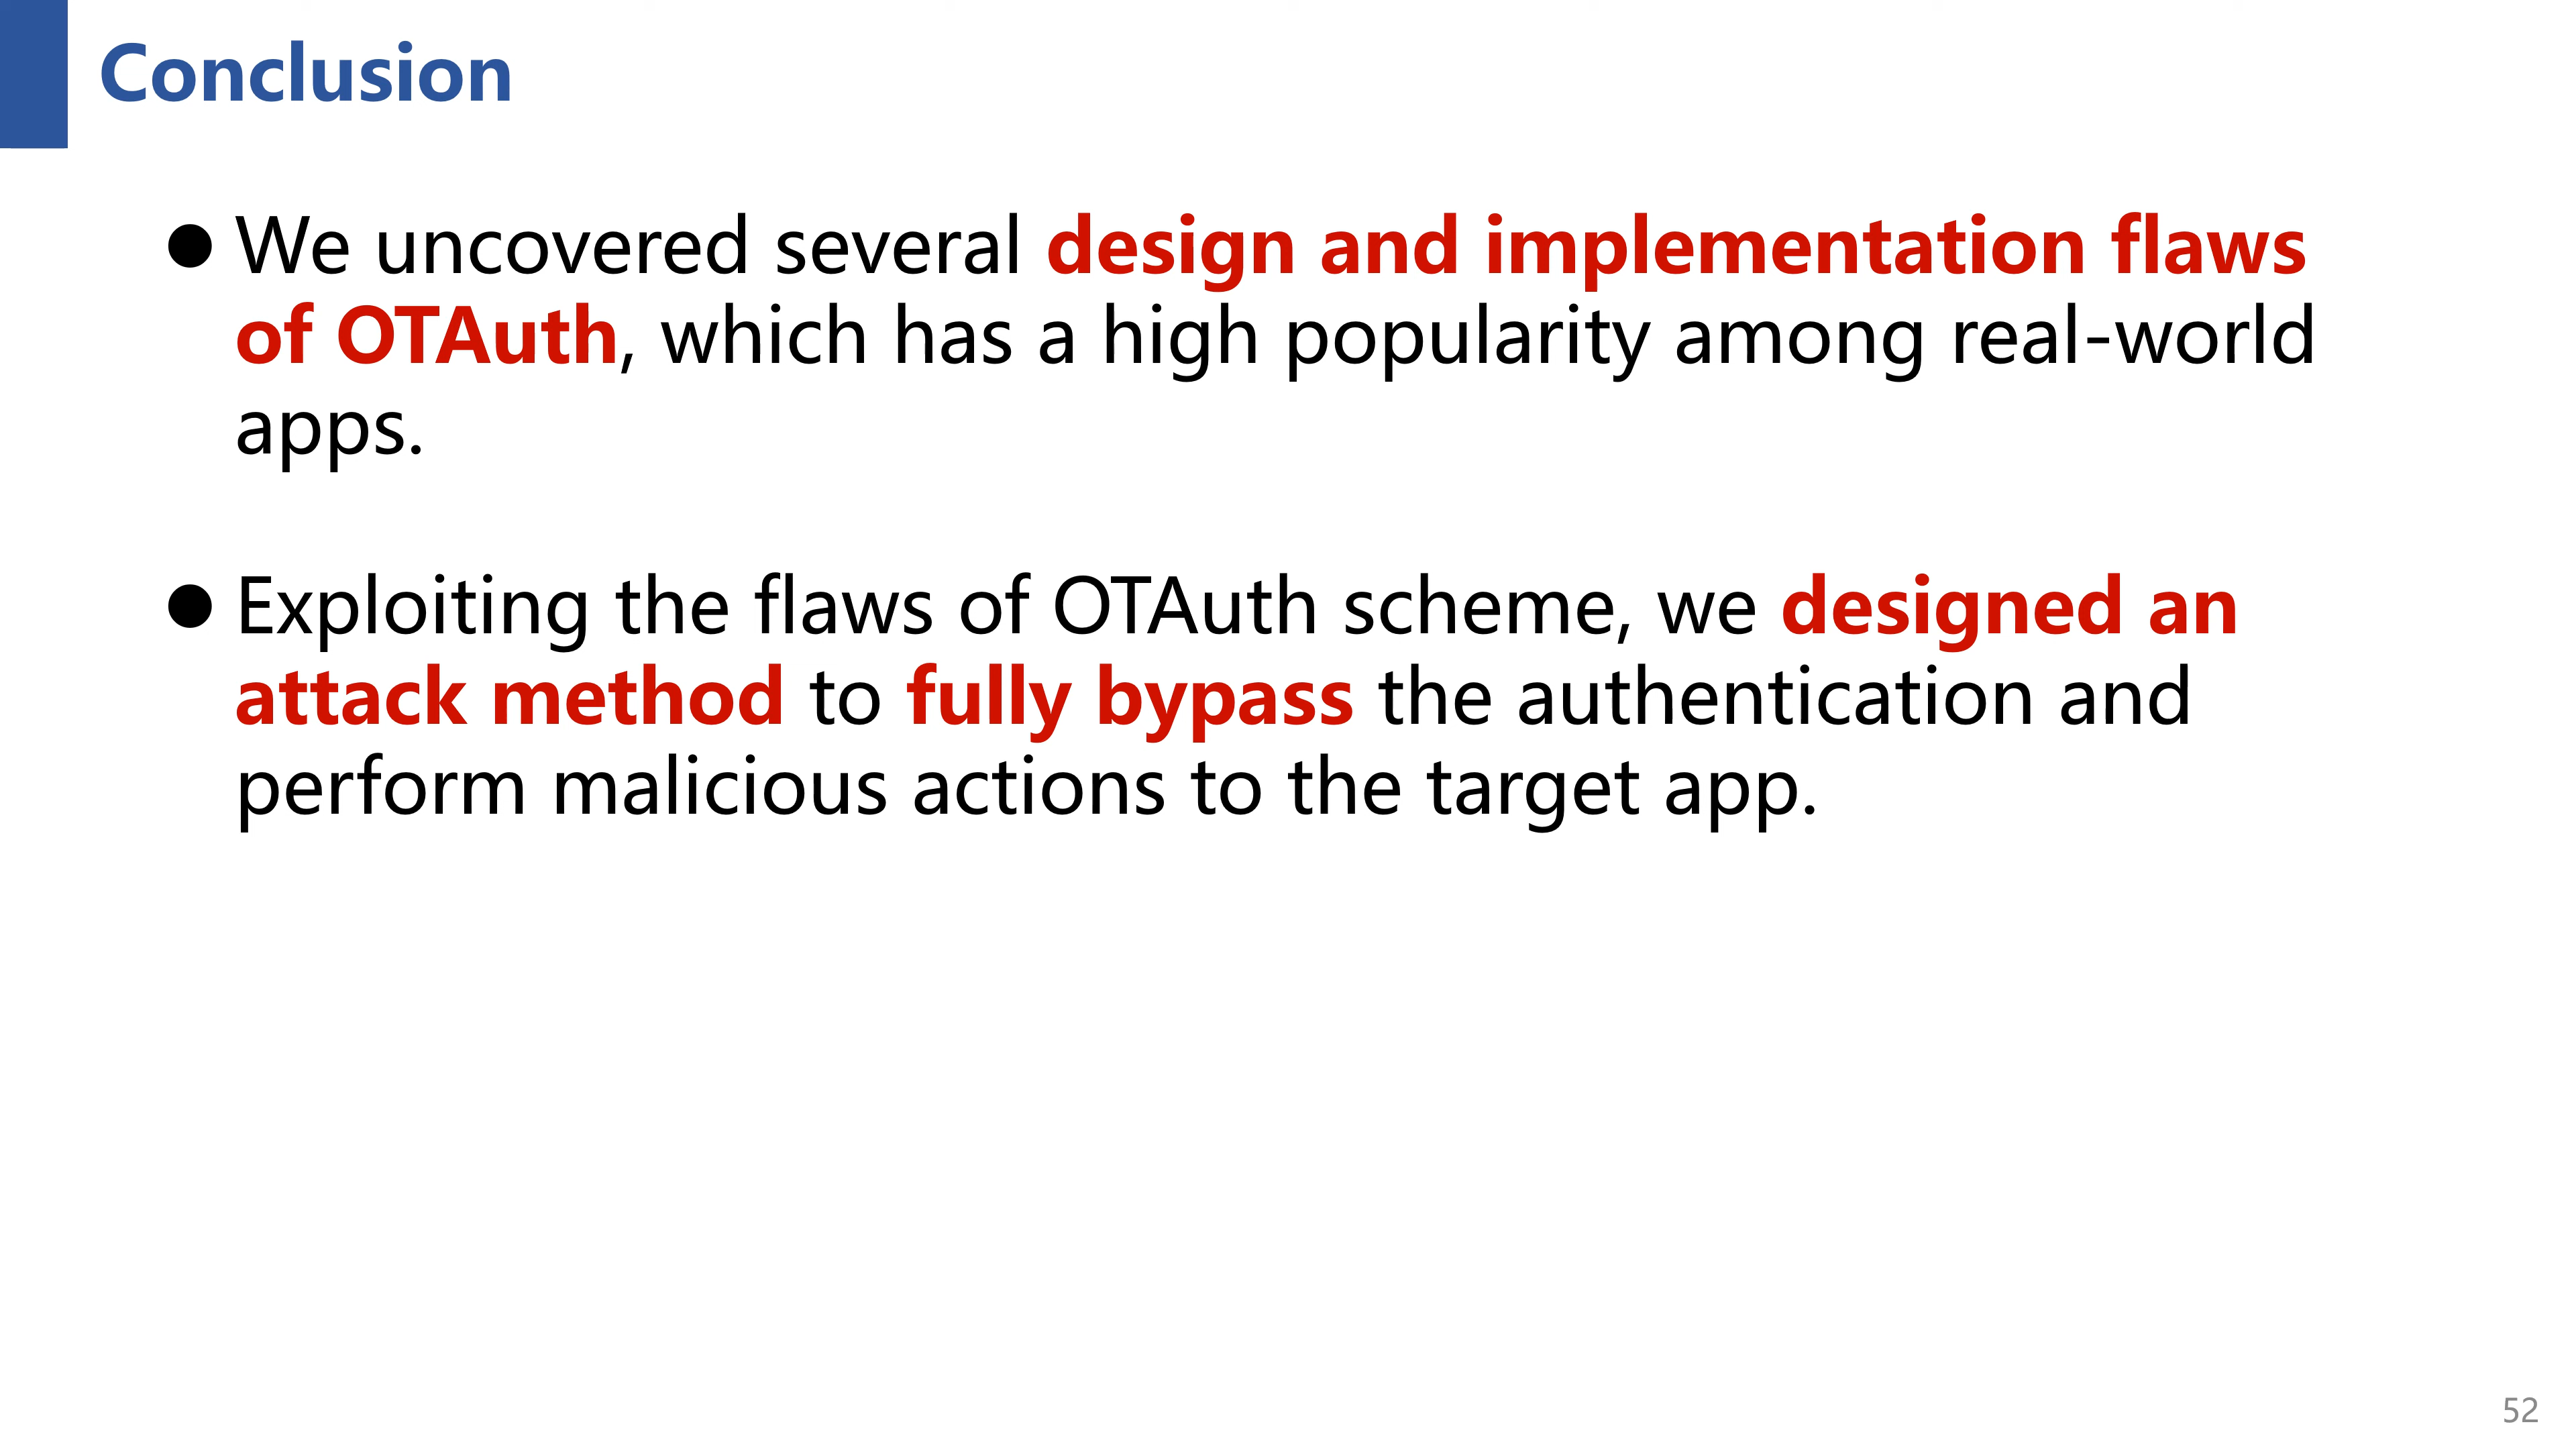 Conclusion
● We uncovered several design and implementation flaws
of OTAuth, which has a high popularity among real-world
apps.
● Exploiting the flaws of OTAuth scheme, we designed an
attack method to fully bypass the authentication and
perform malicious actions to the target app.
52